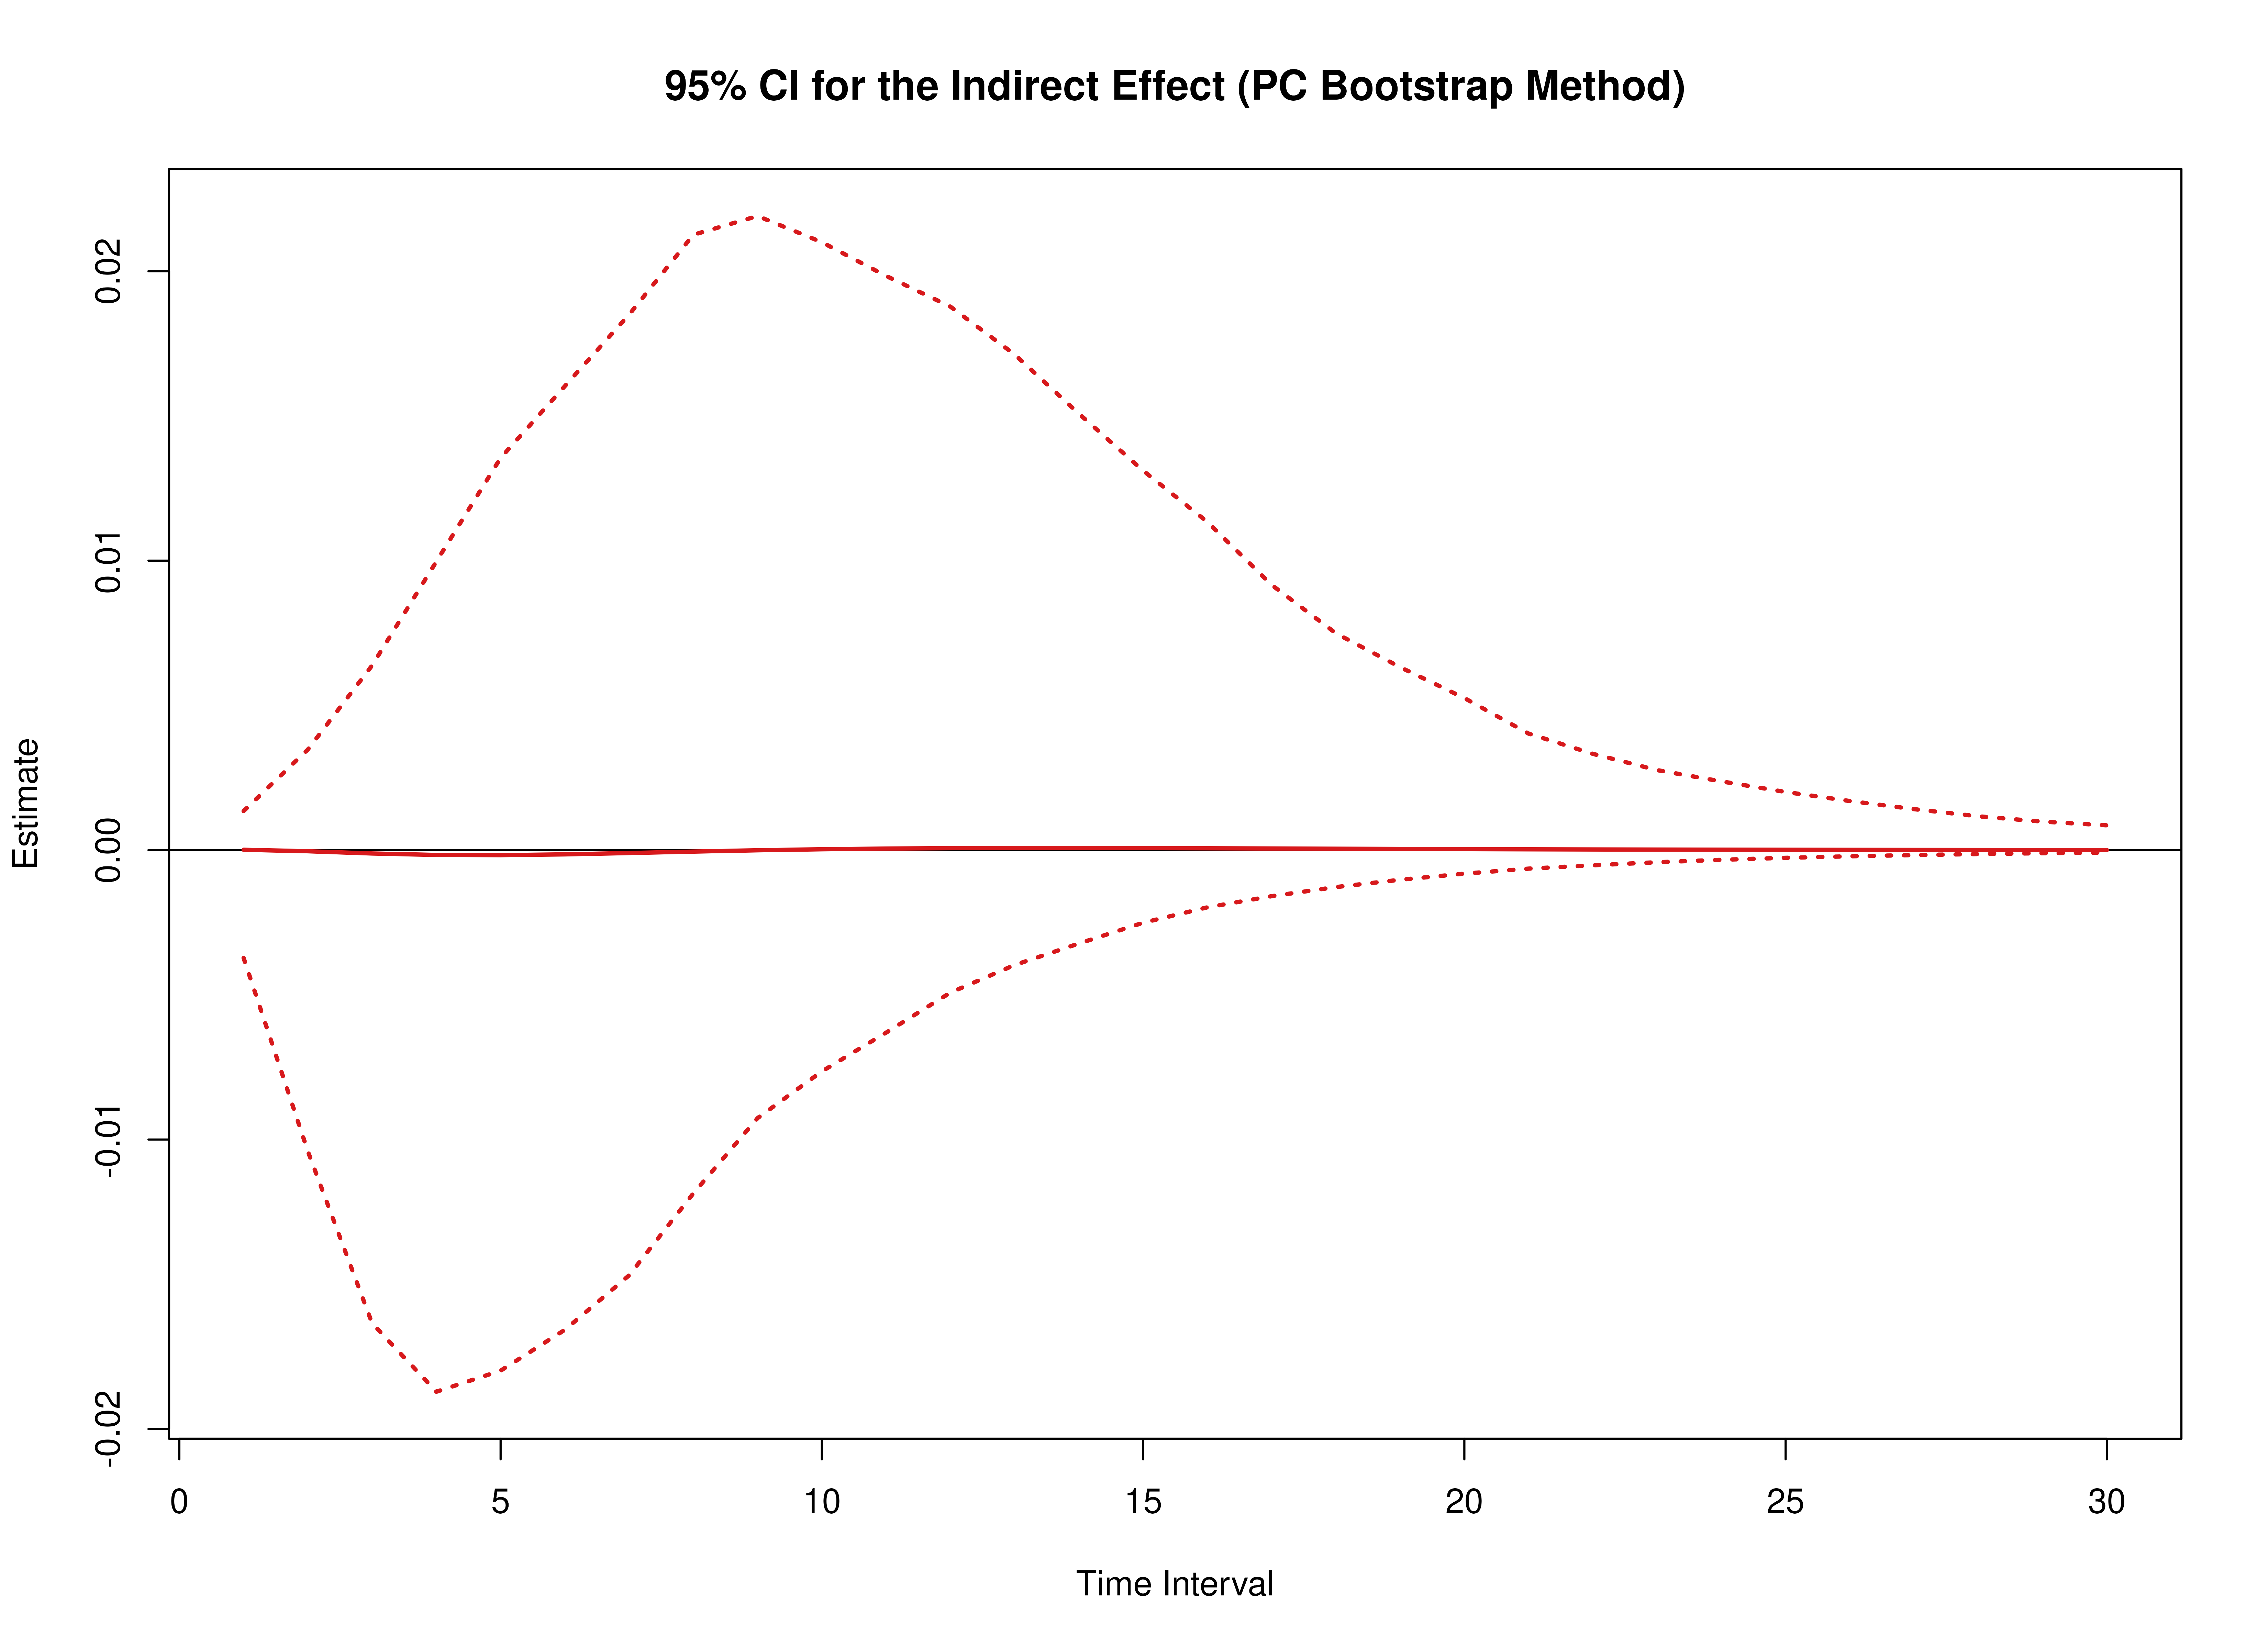 95% CI for the Indirect Effect (PC Bootstrap Method)
Estimate
0.02
0.01
0.00
-0.01
-0.02
0 5 10 15 20 25 30
Time Interval